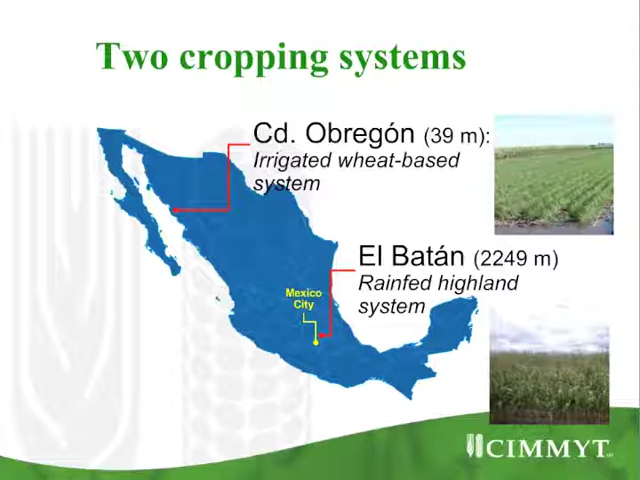 Two cropping systems
Cd. Obregón (39 m):
Irrigated wheat-based
system
El Batán (2249 m)
Rainfed highland
system
Mexico
City
CIMMYT